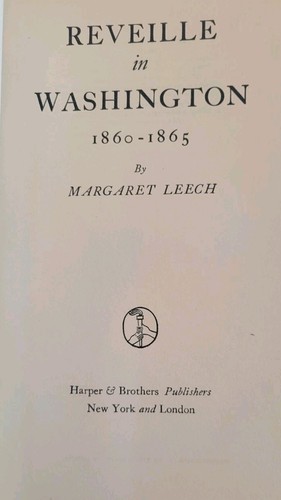 REVEILLE
in
WASHINGTON
1860-1865
By
MARGARET LEECH
Harper & Brothers Publishers
New York and London